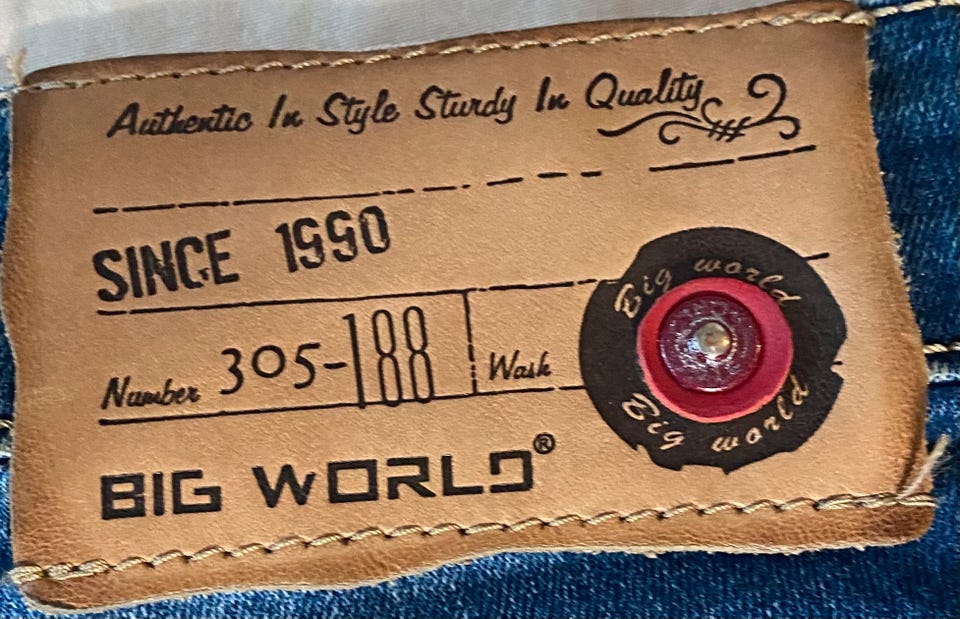 Authentic In Style Sturdy In Quality
SINCE 1990
Number 305-188 Wash
Big world
Big world
BIG WORLD®